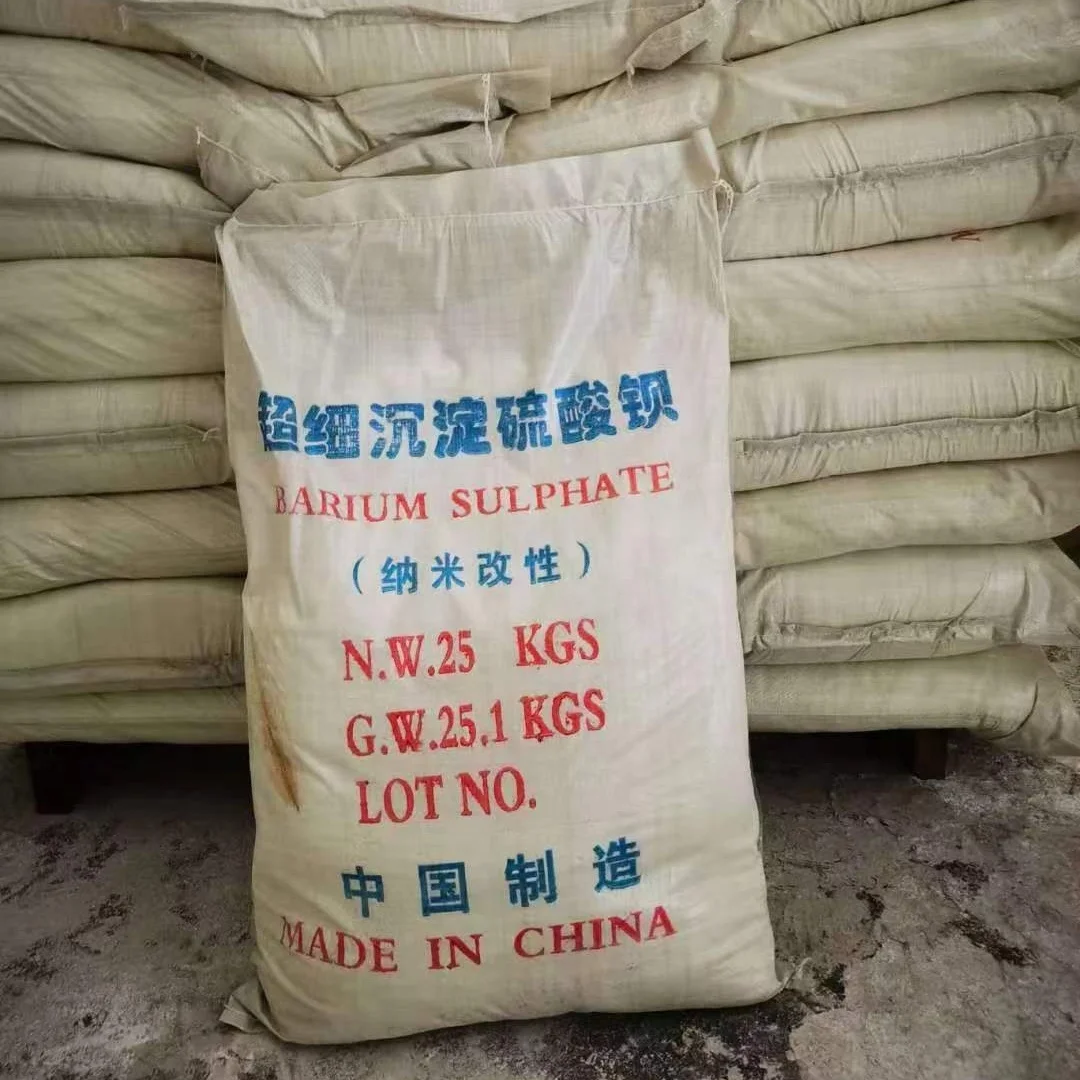 超细沉淀硫酸钡
BARIUM SULPHATE
(纳米改性)
N.W.25 KGS
G.W.25.1 KGS
LOT NO.
中国制造
MADE IN CHINA